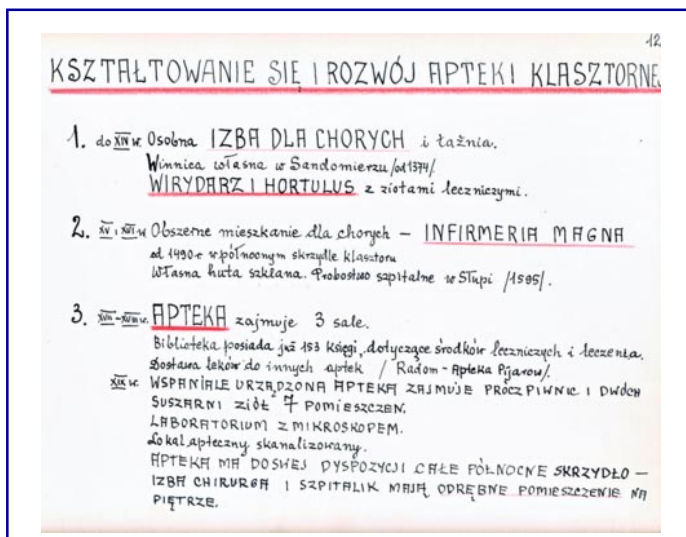 12
KSZTAŁTOWANIE SIĘ I ROZWÓJ APTEKI KLASZTORNEJ
1. do XIV w. Osobna IZBA DLA CHORYCH i łaźnia.
Winnica własna w Sandomierzu /od 1374/.
WIRYDARZ I HORTULUS z ziołami leczniczymi.
2. XV i XVI w Obszerne mieszkanie dla chorych – INFIRMERIA MAGNA
od 1490 r w północnym skrzydle klasztoru
Własna huta szklana. Probostwo szpitalne w Słupi /1595/.
3. XVII-XVIII w. APTEKA zajmuje 3 sale.
Biblioteka posiada już 153 księgi, dotyczące środków leczniczych i leczenia.
Dostawa leków do innych aptek / Radom - Apteka Pijarów/.
XIX w. WSPANIALE URZĄDZONA APTEKA ZAJMUJE PRÓCZ PIWNIC I DWÓCH
SUSZARNI ZIÓŁ 7 POMIESZCZEŃ.
LABORATORIUM Z MIKROSKOPEM.
Lokal apteczny skanalizowany.
APTEKA MA DO SWEJ DYSPOZYCJI CAŁE PÓŁNOCNE SKRZYDŁO –
IZBA CHIRURGA I SZPITALIK MAJĄ ODRĘBNE POMIESZCZENIE NA
PIĘTRZE.